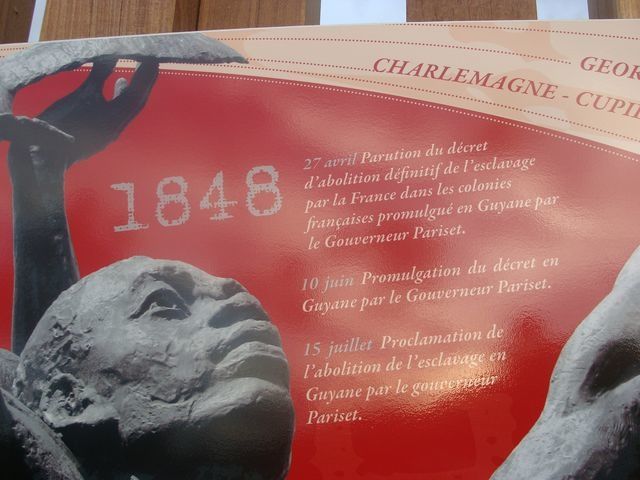 GEOR
CHARLEMAGNE - CUPI
1848
27 avril Parution du décret
d'abolition définitif de l'esclavage
par la France dans les colonies
françaises promulgué en Guyane par
le Gouverneur Pariset.
10 juin Promulgation du décret en
Guyane par le Gouverneur Pariset.
15 juillet Proclamation de
l'abolition de l'esclavage en
Guyane par le gouverneur
Pariset.